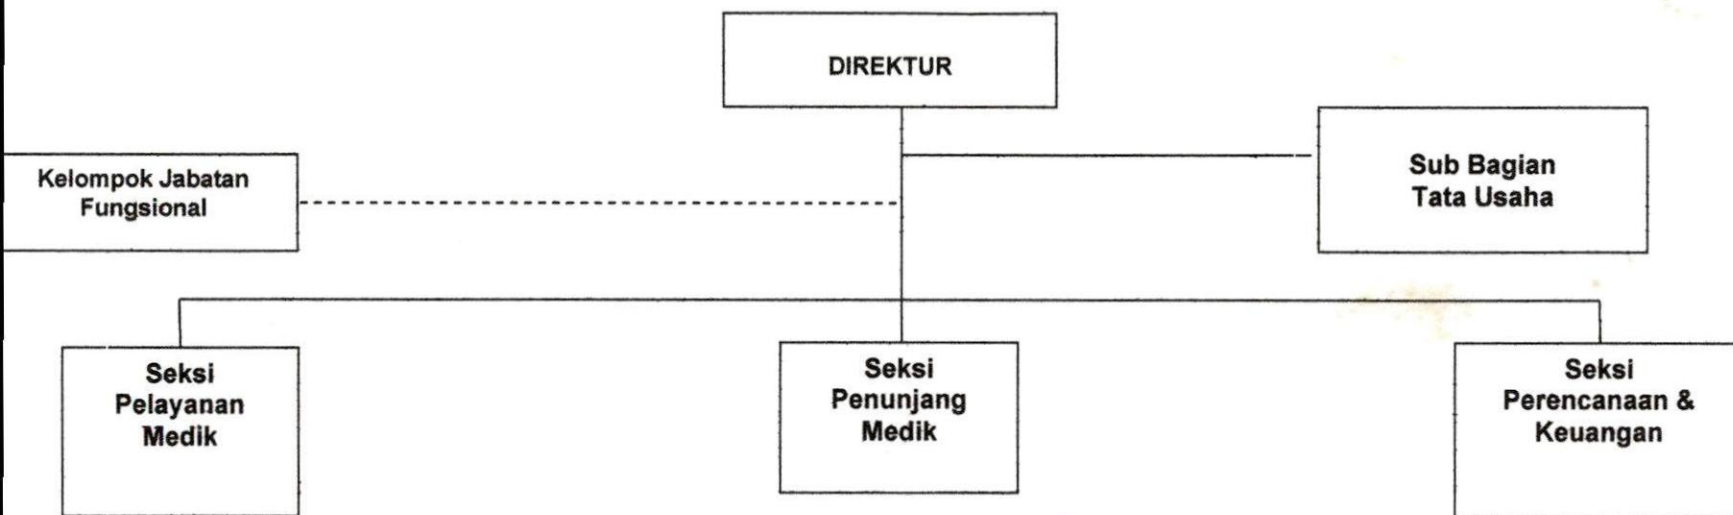 DIREKTUR
Sub Bagian
Tata Usaha
Kelompok Jabatan
Fungsional
Seksi
Pelayanan
Medik
Seksi
Penunjang
Medik
Seksi
Perencanaan &
Keuangan